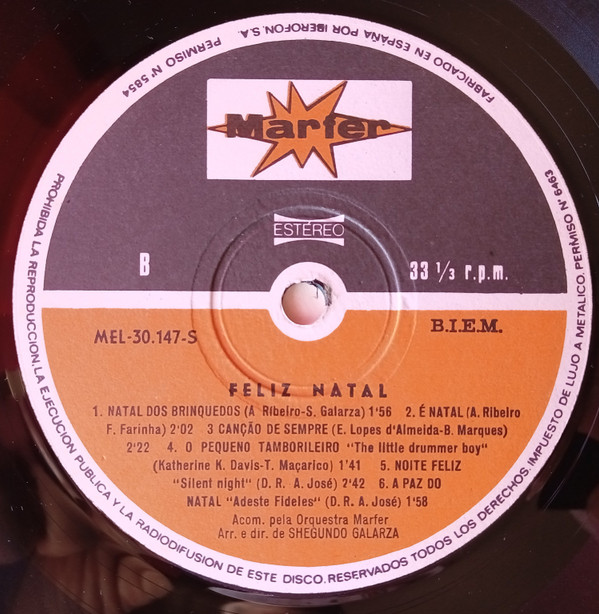 FABRICADO EN ESPAÑA POR IBEROFON, S.A. PERMISO Nº 5854
Marfer
ESTÉREO
B
33 1/3 r.p.m.
MEL-30.147-S
B.I.E.M.
FELIZ NATAL
1. NATAL DOS BRINQUEDOS (A Ribeiro-S. Galarza) 1'56 2. É NATAL (A. Ribeiro
F. Farinha) 2'02 3 CANÇÃO DE SEMPRE (E. Lopes d'Almeida-B. Marques)
2'22 4. O PEQUENO TAMBORILEIRO "The little drummer boy"
(Katherine K. Davis-T. Maçarico) 1'41 5. NOITE FELIZ
"Silent night" (D. R. A. José) 2'42 6. A PAZ DO
NATAL "Adeste Fideles" (D. R. A. José) 1'58
Acom. pela Orquestra Marfer
Arr. e dir. de SHEGUNDO GALARZA
PROHIBIDA LA REPRODUCCION, LA EJECUCION PUBLICA Y LA RADIODIFUSION DE ESTE DISCO. RESERVADOS TODOS LOS DERECHOS. IMPUESTO DE LUJO A METALICO. PERMISO Nº 6463